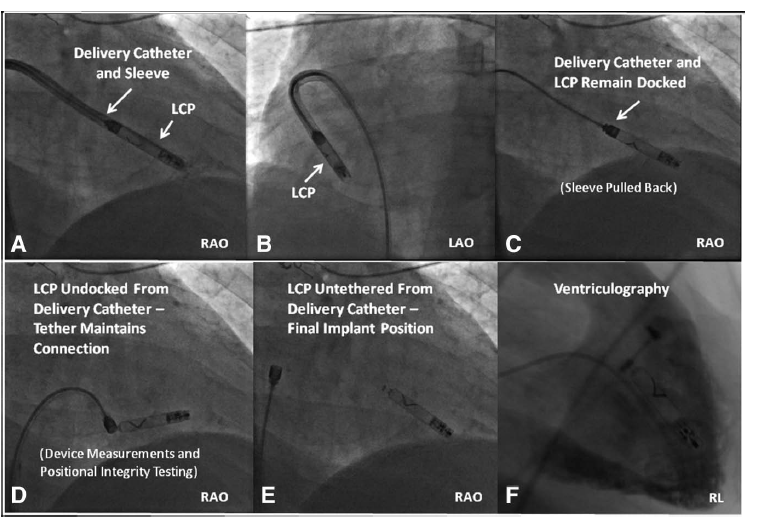 Delivery Catheter
and Sleeve
LCP
A
RAO
LCP
B
LAO
Delivery Catheter and
LCP Remain Docked
(Sleeve Pulled Back)
C
RAO
LCP Undocked From
Delivery Catheter –
Tether Maintains
Connection
(Device Measurements and
Positional Integrity Testing)
D
RAO
LCP Untethered From
Delivery Catheter –
Final Implant Position
E
RAO
Ventriculography
F
RL